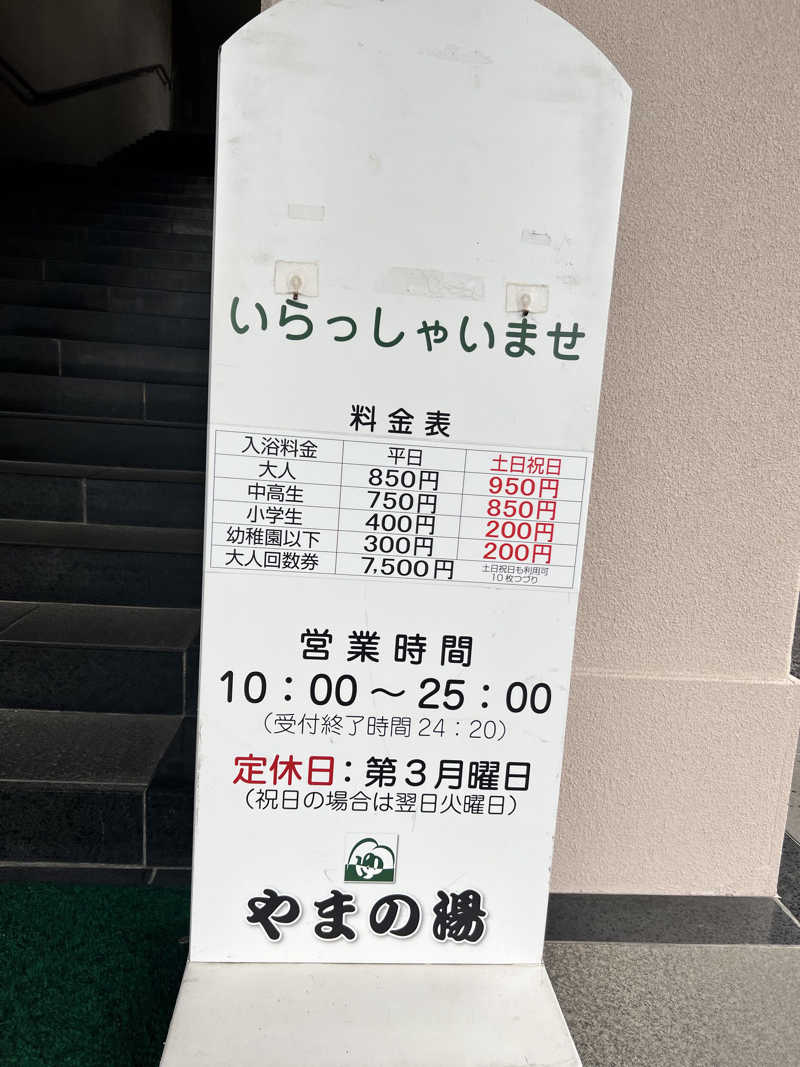 いらっしゃいませ
料金表
入浴料金 平日 土日祝日
大人 850円 950円
中高生 750円 850円
小学生 400円 200円
幼稚園以下 300円 200円
大人回数券 7,500円 土日祝日も利用可
10枚つづり
営業時間
10：00～25：00
（受付終了時間24：20）
定休日：第3月曜日
（祝日の場合は翌日火曜日）
やまの湯